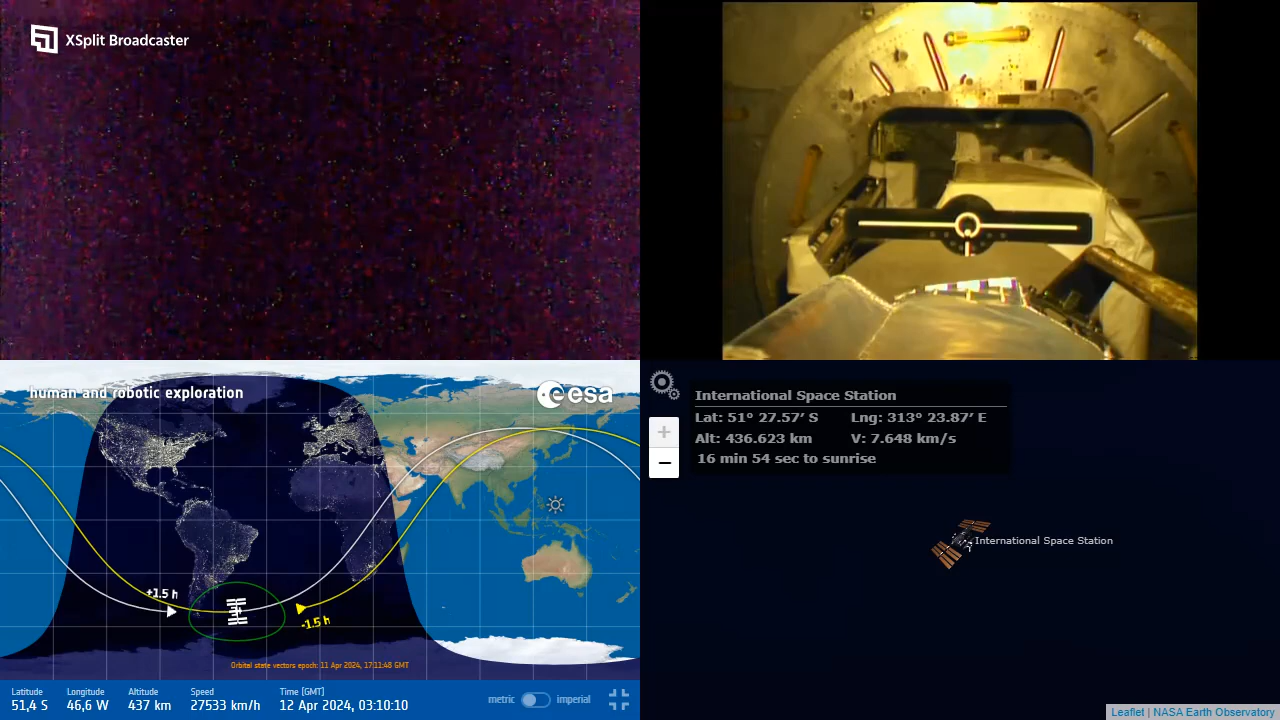 XSplit Broadcaster
human and robotic exploration
esa
+1.5 h
-1.5 h
Orbital state vectors epoch: 11 Apr 2024, 17:11:48 GMT
Latitude Longitude Altitude Speed Time [GMT]
51,4 S 46,6 W 437 km 27533 km/h 12 Apr 2024, 03:10:10
metric imperial
International Space Station
Lat: 51° 27.57′ S Lng: 313° 23.87′ E
Alt: 436.623 km V: 7.648 km/s
16 min 54 sec to sunrise
+
−
International Space Station
Leaflet | NASA Earth Observatory